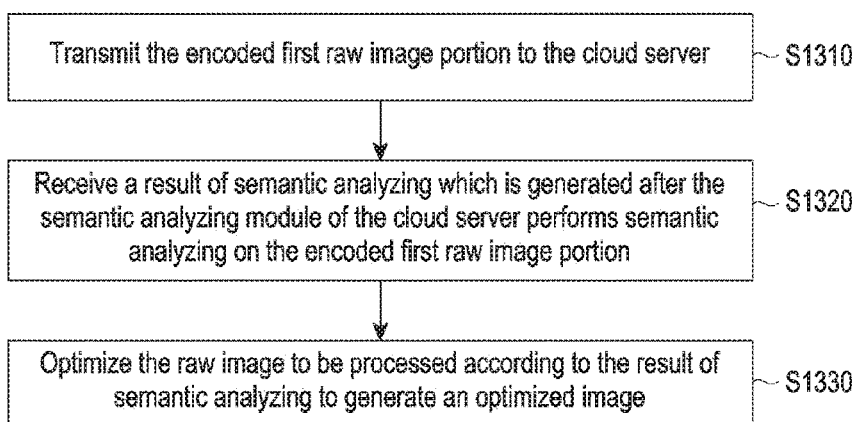 Transmit the encoded first raw image portion to the cloud server
S1310
Receive a result of semantic analyzing which is generated after the
semantic analyzing module of the cloud server performs semantic
analyzing on the encoded first raw image portion
S1320
Optimize the raw image to be processed according to the result of
semantic analyzing to generate an optimized image
S1330